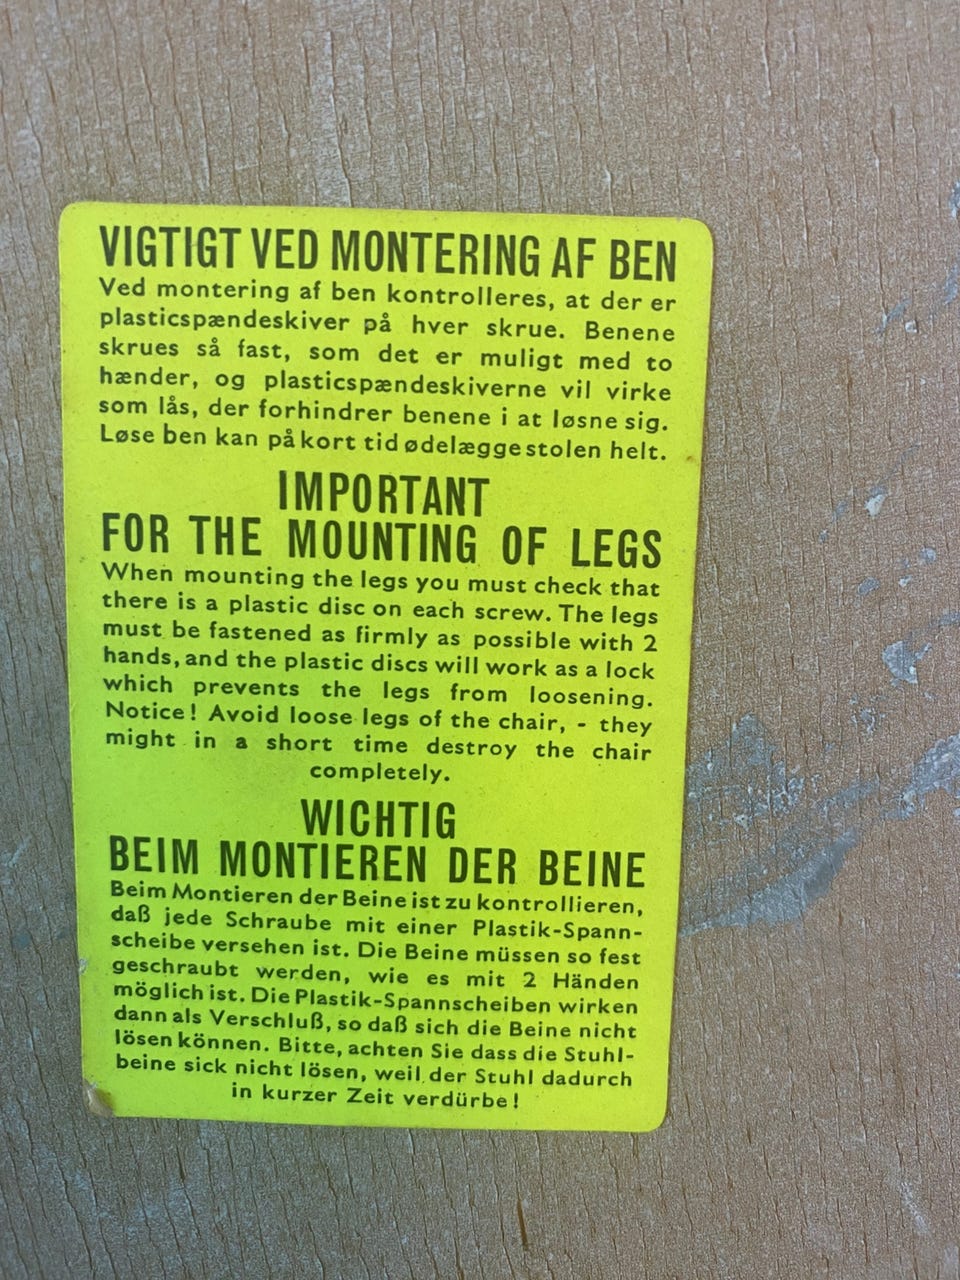 VIGTIGT VED MONTERING AF BEN
Ved montering af ben kontrolleres, at der er
plasticspændeskiver på hver skrue. Benene
skrues så fast, som det er muligt med to
hænder, og plasticspændeskiverne vil virke
som lås, der forhindrer benene i at løsne sig.
Løse ben kan på kort tid ødelægge stolen helt.
IMPORTANT
FOR THE MOUNTING OF LEGS
When mounting the legs you must check that
there is a plastic disc on each screw. The legs
must be fastened as firmly as possible with 2
hands, and the plastic discs will work as a lock
which prevents the legs from loosening.
Notice! Avoid loose legs of the chair, - they
might in a short time destroy the chair
completely.
WICHTIG
BEIM MONTIEREN DER BEINE
Beim Montieren der Beine ist zu kontrollieren,
daß jede Schraube mit einer Plastik-Spann-
scheibe versehen ist. Die Beine müssen so fest
geschraubt werden, wie es mit 2 Händen
möglich ist. Die Plastik-Spannscheiben wirken
dann als Verschluß, so daß sich die Beine nicht
lösen können. Bitte, achten Sie dass die Stuhl-
beine sick nicht lösen, weil der Stuhl dadurch
in kurzer Zeit verdürbe!